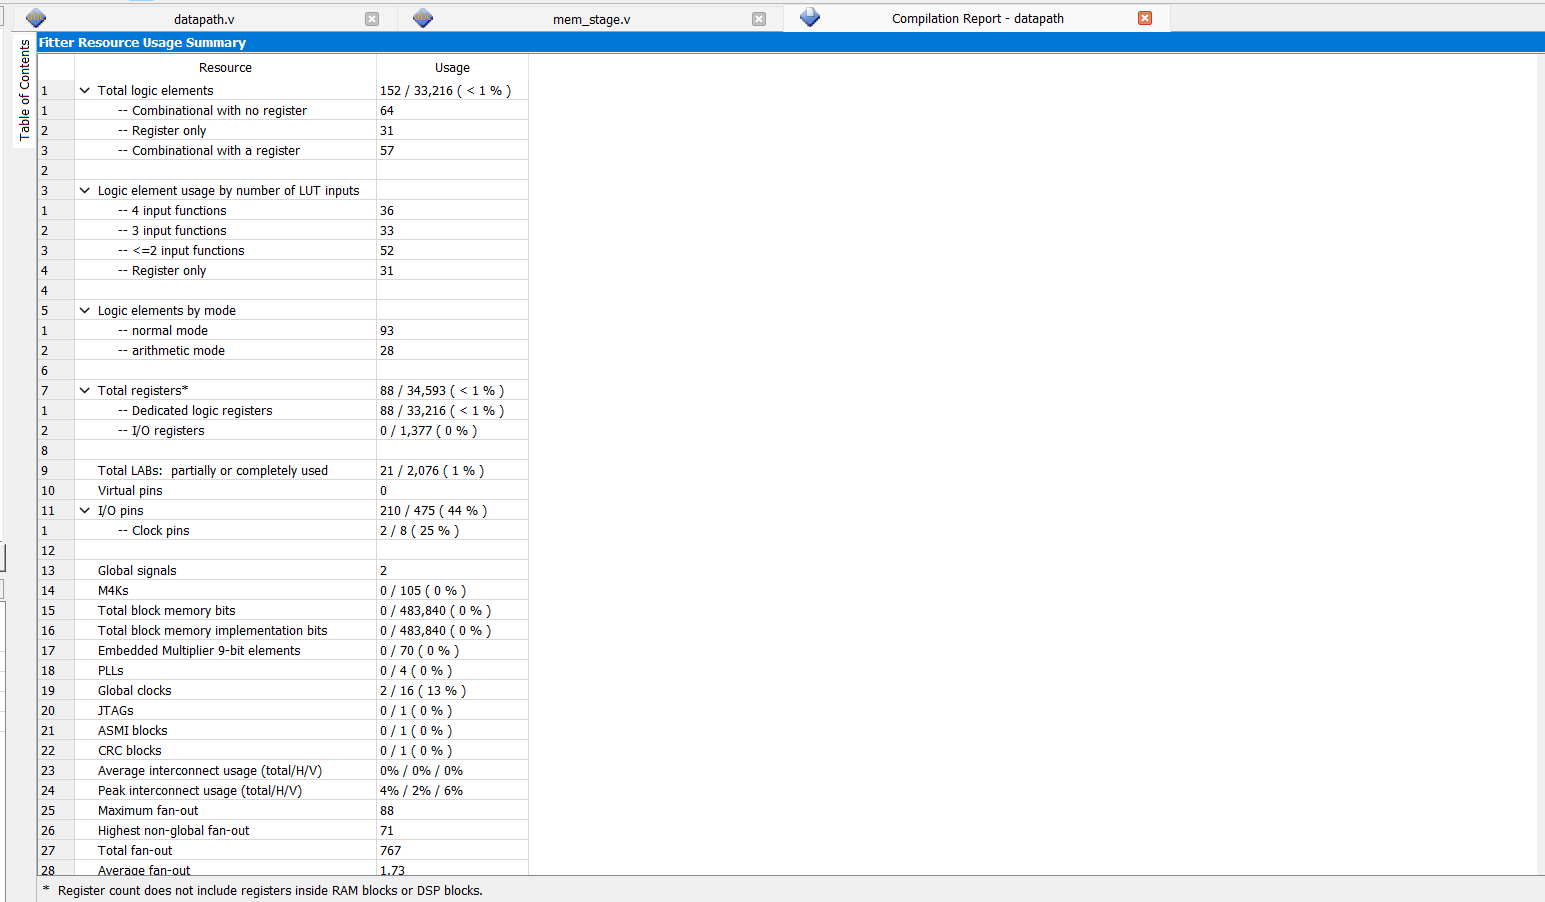 datapath.v mem_stage.v Compilation Report - datapath
Table of Contents
Fitter Resource Usage Summary
Resource Usage
1 Total logic elements 152 / 33,216 ( < 1 % )
1 -- Combinational with no register 64
2 -- Register only 31
3 -- Combinational with a register 57
2
3 Logic element usage by number of LUT inputs
1 -- 4 input functions 36
2 -- 3 input functions 33
3 -- <=2 input functions 52
4 -- Register only 31
4
5 Logic elements by mode
1 -- normal mode 93
2 -- arithmetic mode 28
6
7 Total registers* 88 / 34,593 ( < 1 % )
1 -- Dedicated logic registers 88 / 33,216 ( < 1 % )
2 -- I/O registers 0 / 1,377 ( 0 % )
8
9 Total LABs: partially or completely used 21 / 2,076 ( 1 % )
10 Virtual pins 0
11 I/O pins 210 / 475 ( 44 % )
1 -- Clock pins 2 / 8 ( 25 % )
12
13 Global signals 2
14 M4Ks 0 / 105 ( 0 % )
15 Total block memory bits 0 / 483,840 ( 0 % )
16 Total block memory implementation bits 0 / 483,840 ( 0 % )
17 Embedded Multiplier 9-bit elements 0 / 70 ( 0 % )
18 PLLs 0 / 4 ( 0 % )
19 Global clocks 2 / 16 ( 13 % )
20 JTAGs 0 / 1 ( 0 % )
21 ASMI blocks 0 / 1 ( 0 % )
22 CRC blocks 0 / 1 ( 0 % )
23 Average interconnect usage (total/H/V) 0% / 0% / 0%
24 Peak interconnect usage (total/H/V) 4% / 2% / 6%
25 Maximum fan-out 88
26 Highest non-global fan-out 71
27 Total fan-out 767
28 Average fan-out 1.73
* Register count does not include registers inside RAM blocks or DSP blocks.